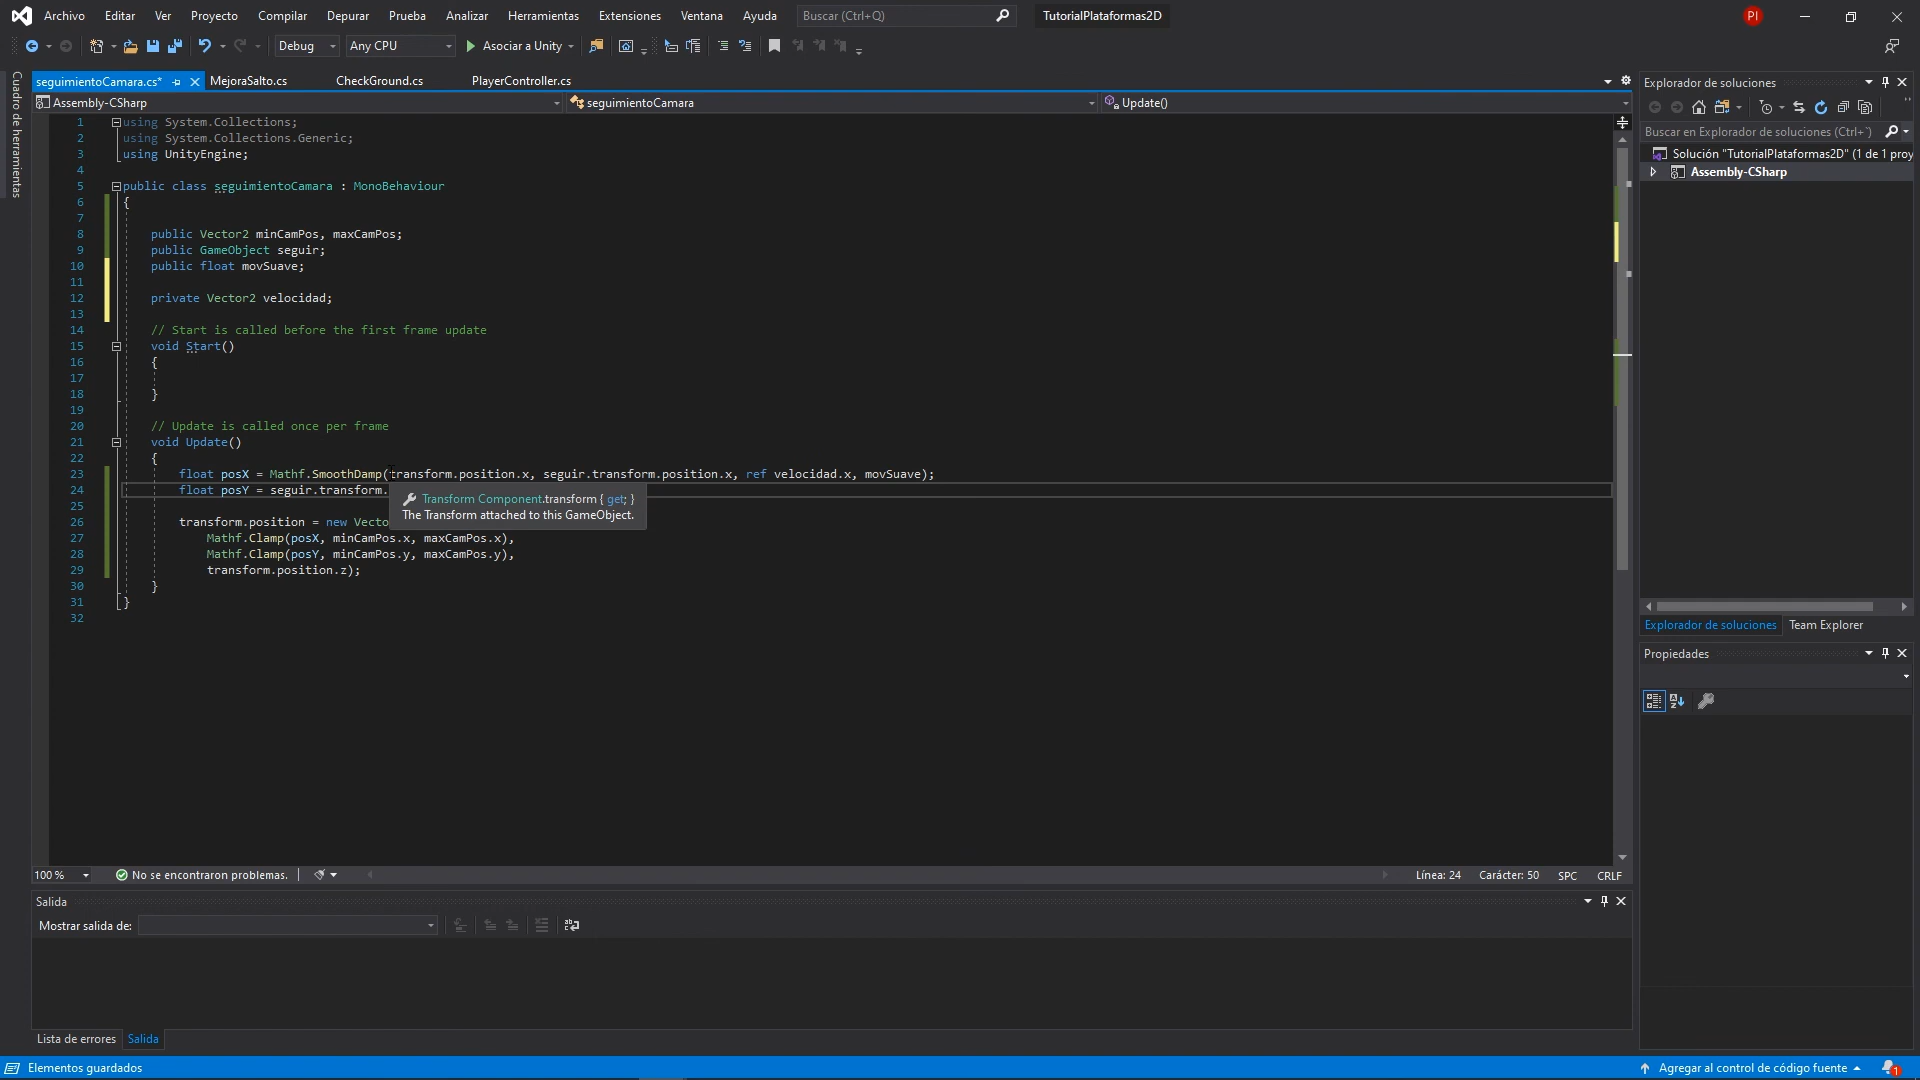 Archivo Editar Ver Proyecto Compilar Depurar Prueba Analizar Herramientas Extensiones Ventana Ayuda Buscar (Ctrl+Q) TutorialPlataformas2D PI
Debug Any CPU Asociar a Unity
Cuadro de herramientas
seguimientoCamara.cs* MejoraSalto.cs CheckGround.cs PlayerController.cs
Assembly-CSharp seguimientoCamara Update()
1 using System.Collections;
2 using System.Collections.Generic;
3 using UnityEngine;
4
5 public class seguimientoCamara : MonoBehaviour
6 {
7
8 public Vector2 minCamPos, maxCamPos;
9 public GameObject seguir;
10 public float movSuave;
11
12 private Vector2 velocidad;
13
14 // Start is called before the first frame update
15 void Start()
16 {
17
18 }
19
20 // Update is called once per frame
21 void Update()
22 {
23 float posX = Mathf.SmoothDamp(transform.position.x, seguir.transform.position.x, ref velocidad.x, movSuave);
24 float posY = seguir.transform.
25
26 transform.position = new Vecto
27 Mathf.Clamp(posX, minCamPos.x, maxCamPos.x),
28 Mathf.Clamp(posY, minCamPos.y, maxCamPos.y),
29 transform.position.z);
30 }
31 }
32
Transform Component.transform { get; }
The Transform attached to this GameObject.
100 % No se encontraron problemas. Línea: 24 Carácter: 50 SPC CRLF
Salida
Mostrar salida de:
Lista de errores Salida
Explorador de soluciones
Buscar en Explorador de soluciones (Ctrl+`)
Solución "TutorialPlataformas2D" (1 de 1 proy
Assembly-CSharp
Explorador de soluciones Team Explorer
Propiedades
Elementos guardados Agregar al control de código fuente 1